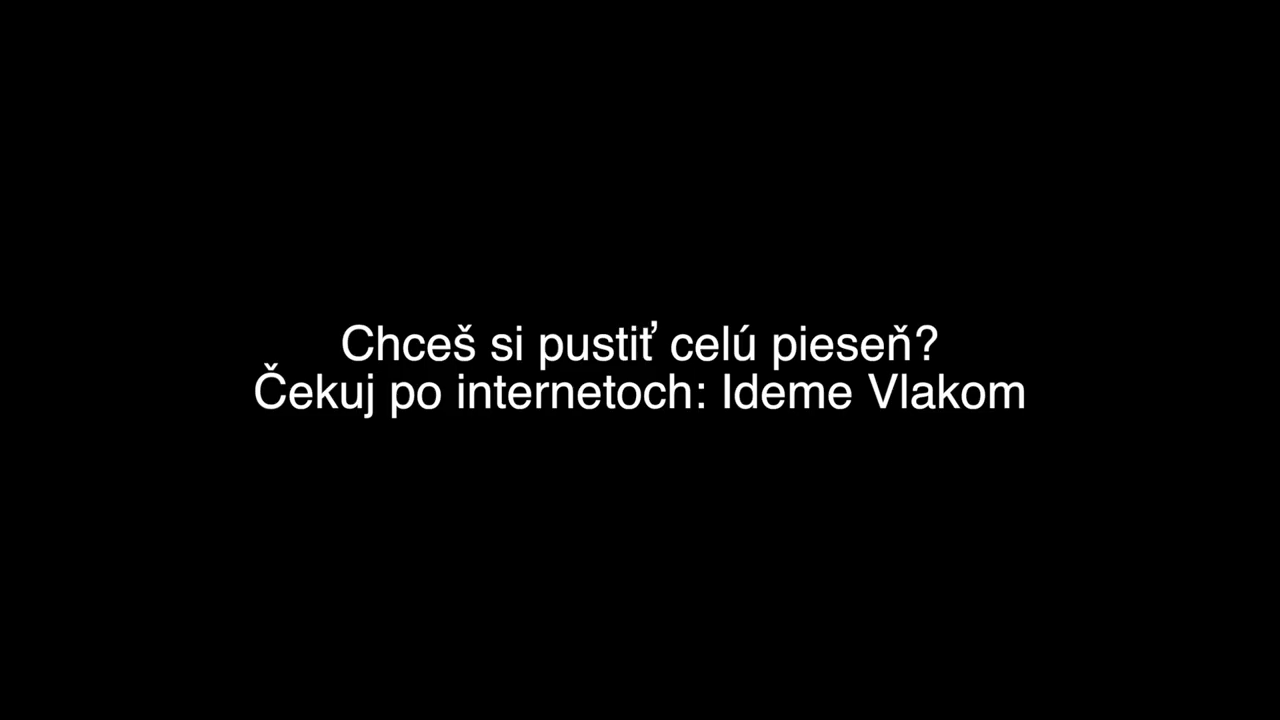 Chceš si pustiť celú pieseň?
Čekuj po internetoch: Ideme Vlakom